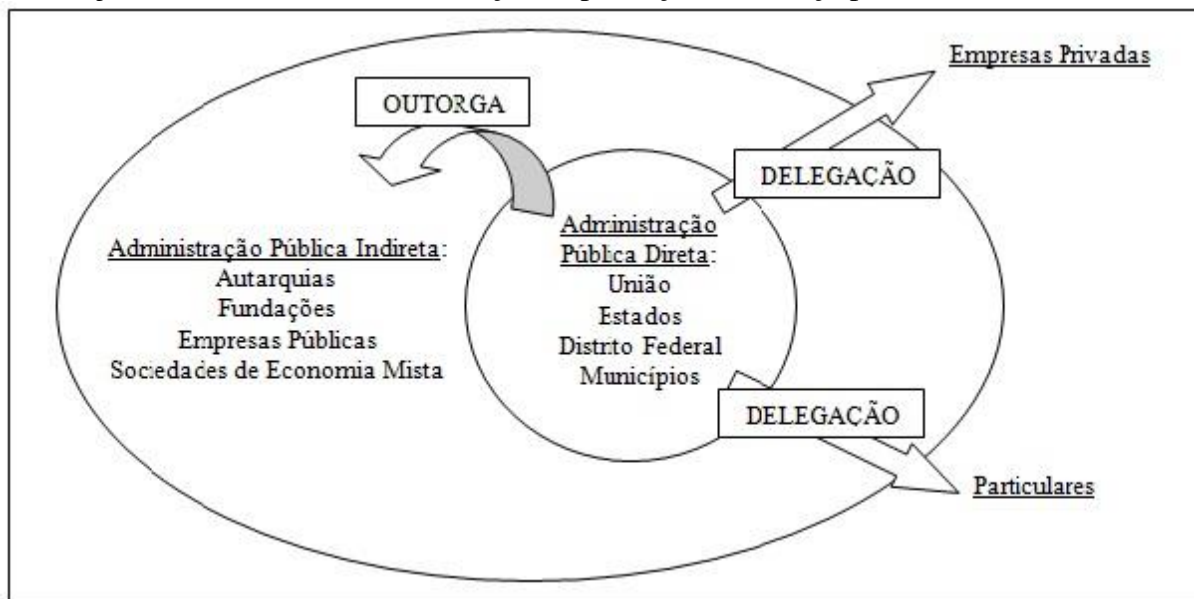 Empresas Privadas
OUTORGA
DELEGAÇÃO
Administração Pública Indireta:
Autarquias
Fundações
Empresas Públicas
Sociedades de Economia Mista
Administração
Pública Direta:
União
Estados
Distrito Federal
Municípios
DELEGAÇÃO
Particulares